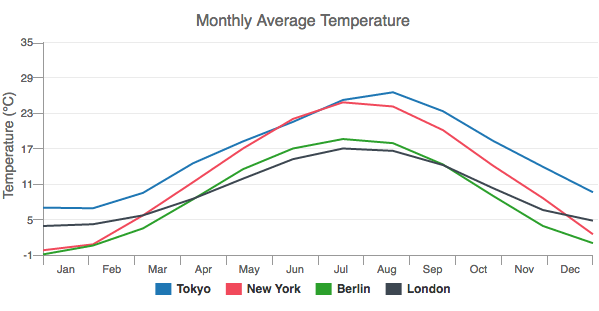 Monthly Average Temperature
Temperature (°C)
35
29
23
17
11
5
-1
Jan Feb Mar Apr May Jun Jul Aug Sep Oct Nov Dec
Tokyo New York Berlin London